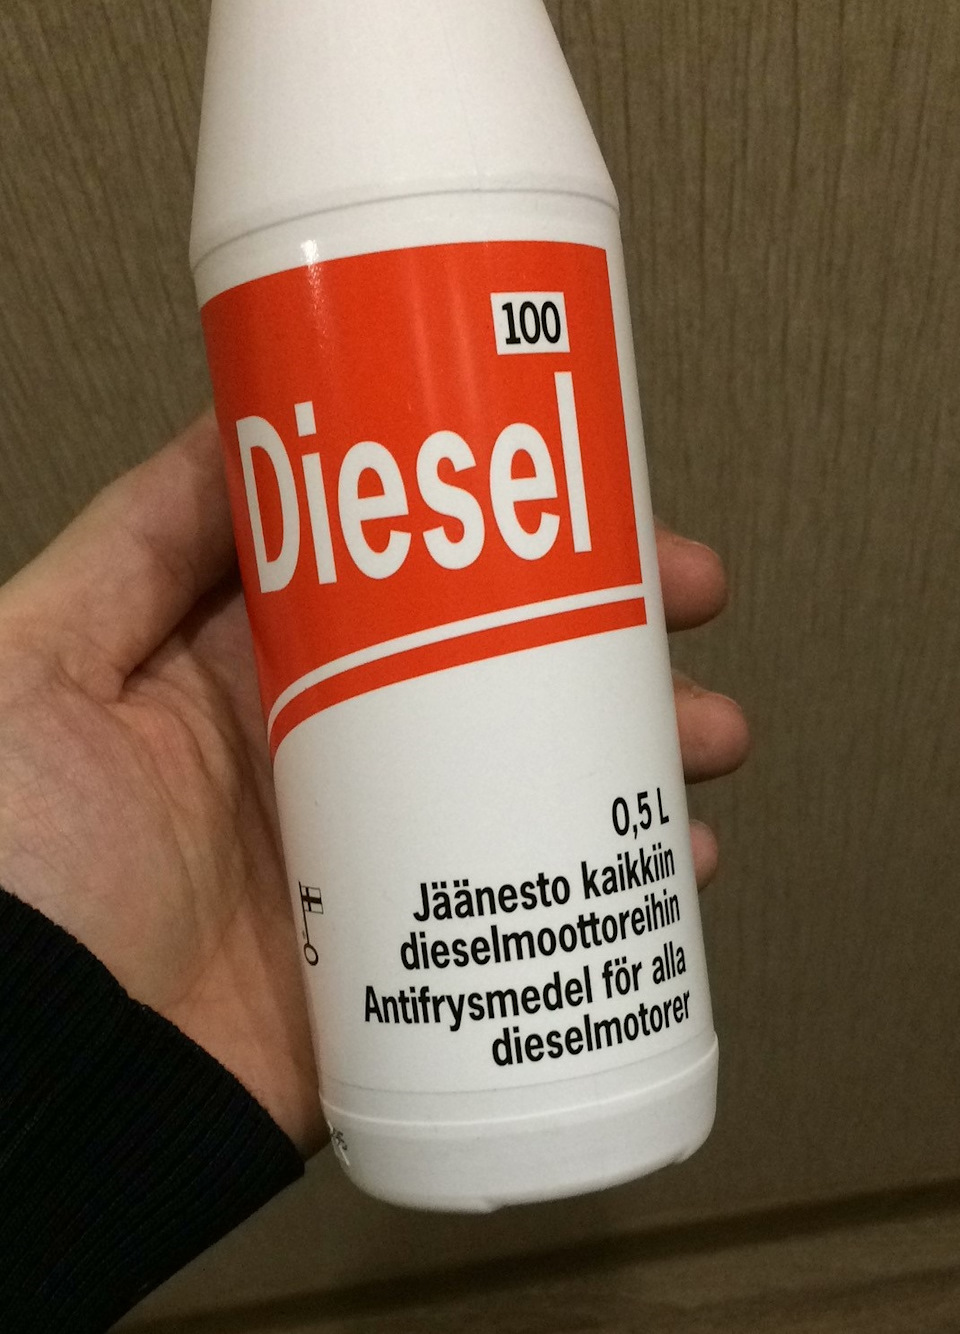 100
Diesel
0,5 L
Jäänesto kaikkiin
dieselmoottoreihin
Antifrysmedel för alla
dieselmotorer